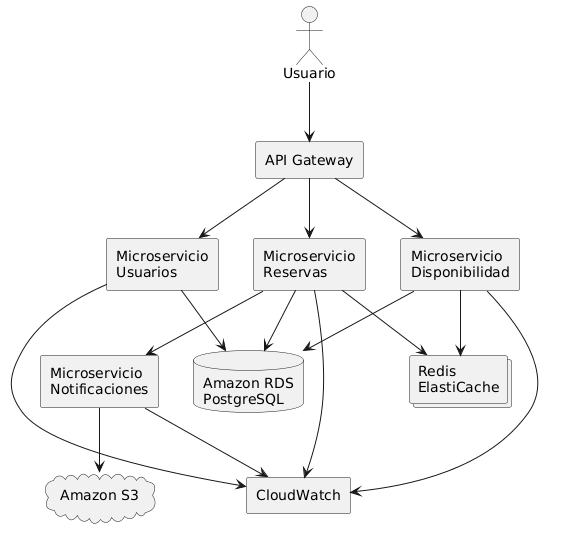 Usuario
API Gateway
Microservicio
Usuarios
Microservicio
Reservas
Microservicio
Disponibilidad
Microservicio
Notificaciones
Amazon RDS
PostgreSQL
Redis
ElastiCache
Amazon S3
CloudWatch